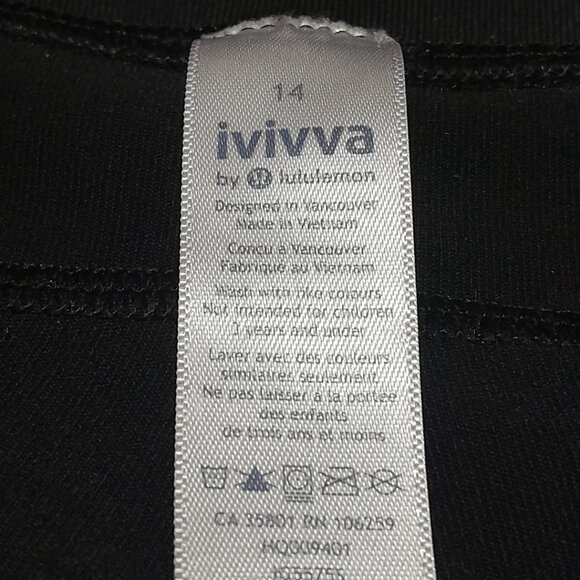 14
ivivva
by lululemon
Designed in Vancouver
Made in Vietnam
Concu à Vancouver
Fabriqué au Vietnam
Wash with like colours
Not intended for children
3 years and under
Laver avec des couleurs
similaires seulement
Ne pas laisser à la portée
des enfants
de trois ans et moins
CA 35801 RN 106259
HQ009401